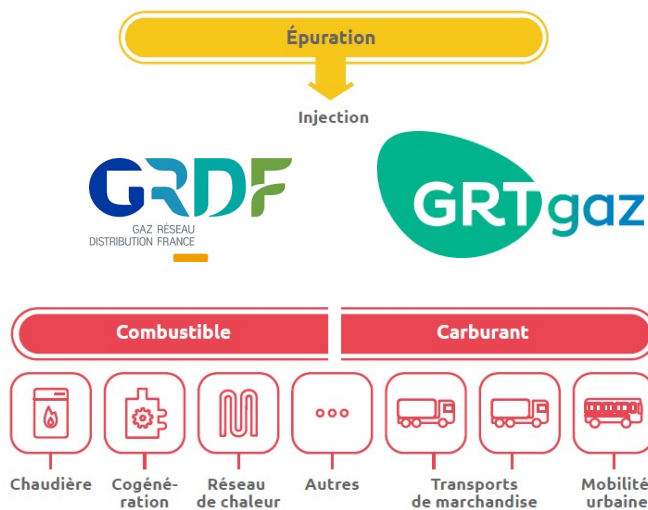 Épuration
Injection
GRDF
GAZ RÉSEAU
DISTRIBUTION FRANCE
GRTgaz
Combustible
Carburant
Chaudière
Cogéné-
ration
Réseau
de chaleur
Autres
Transports
de marchandise
Mobilité
urbaine